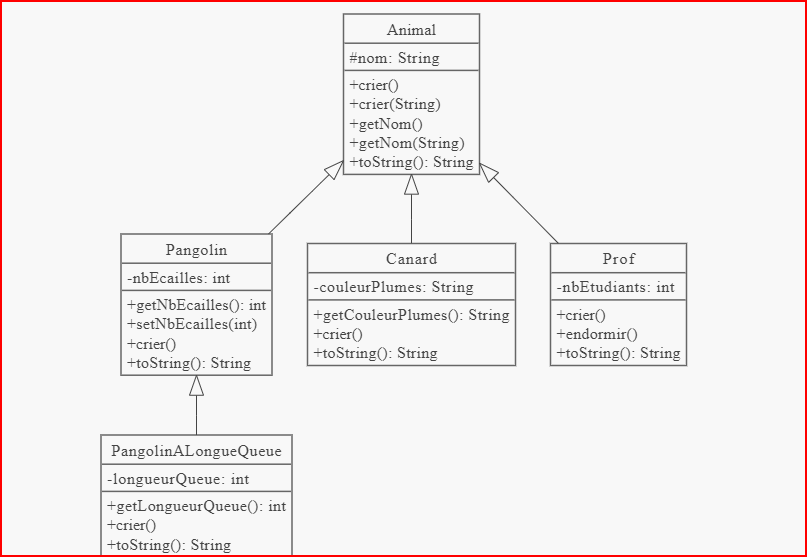 Animal
#nom: String
+crier()
+crier(String)
+getNom()
+getNom(String)
+toString(): String
Pangolin
-nbEcailles: int
+getNbEcailles(): int
+setNbEcailles(int)
+crier()
+toString(): String
Canard
-couleurPlumes: String
+getCouleurPlumes(): String
+crier()
+toString(): String
Prof
-nbEtudiants: int
+crier()
+endormir()
+toString(): String
PangolinALongueQueue
-longueurQueue: int
+getLongueurQueue(): int
+crier()
+toString(): String